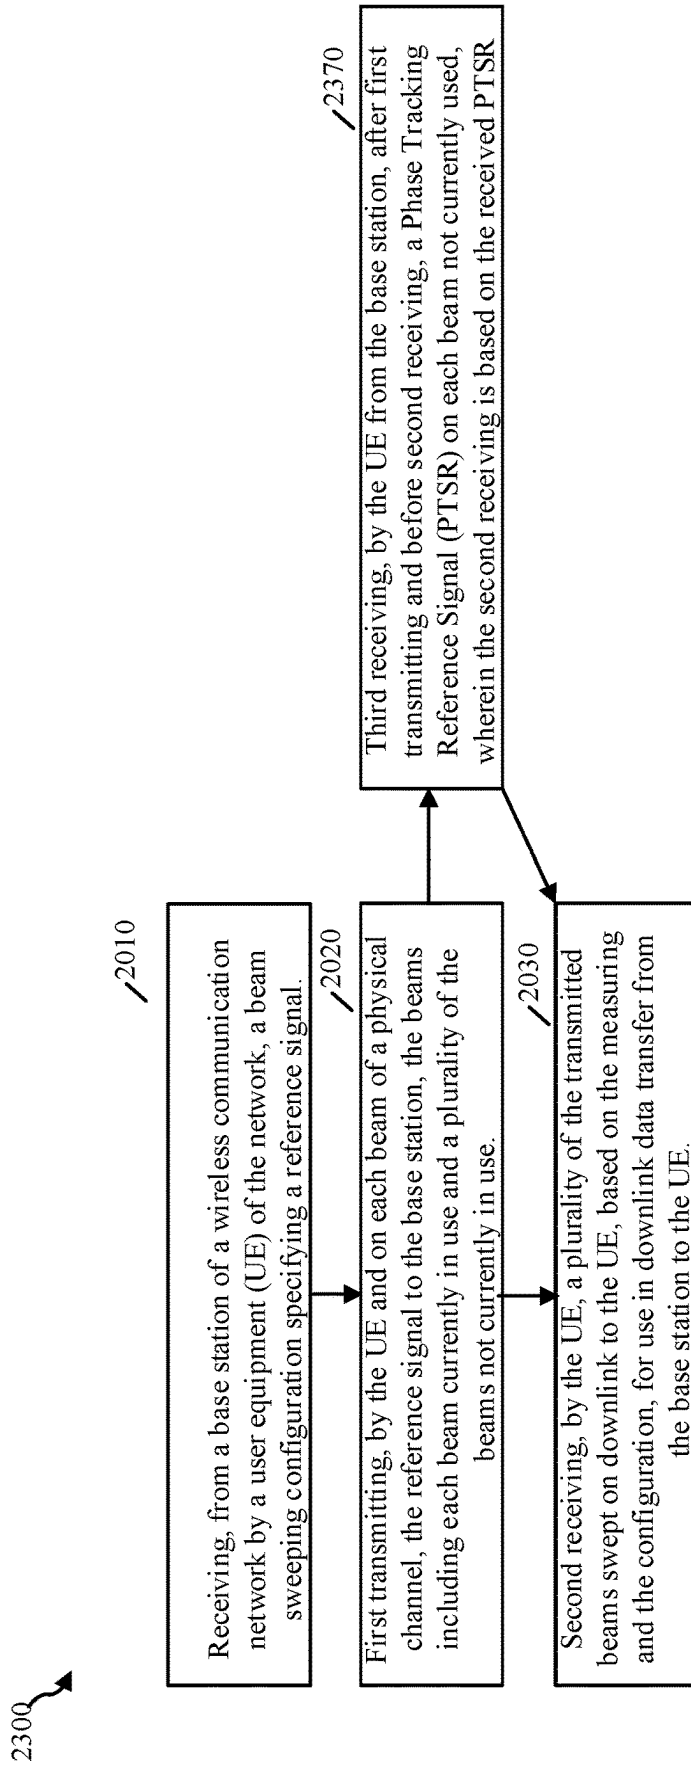 2300
2010
Receiving, from a base station of a wireless communication
network by a user equipment (UE) of the network, a beam
sweeping configuration specifying a reference signal.
2020
First transmitting, by the UE and on each beam of a physical
channel, the reference signal to the base station, the beams
including each beam currently in use and a plurality of the
beams not currently in use.
2370
Third receiving, by the UE from the base station, after first
transmitting and before second receiving, a Phase Tracking
Reference Signal (PTSR) on each beam not currently used,
wherein the second receiving is based on the received PTSR
2030
Second receiving, by the UE, a plurality of the transmitted
beams swept on downlink to the UE, based on the measuring
and the configuration, for use in downlink data transfer from
the base station to the UE.